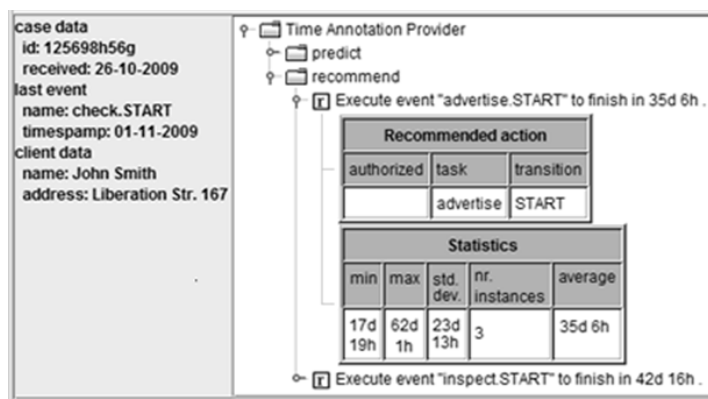 case data
id: 125698h56g
received: 26-10-2009
last event
name: check.START
timespamp: 01-11-2009
client data
name: John Smith
address: Liberation Str. 167
Time Annotation Provider
predict
recommend
r Execute event "advertise.START" to finish in 35d 6h .
Recommended action
authorized task transition
advertise START
Statistics
min max std. dev. nr. instances average
17d 19h 62d 1h 23d 13h 3 35d 6h
r Execute event "inspect.START" to finish in 42d 16h .